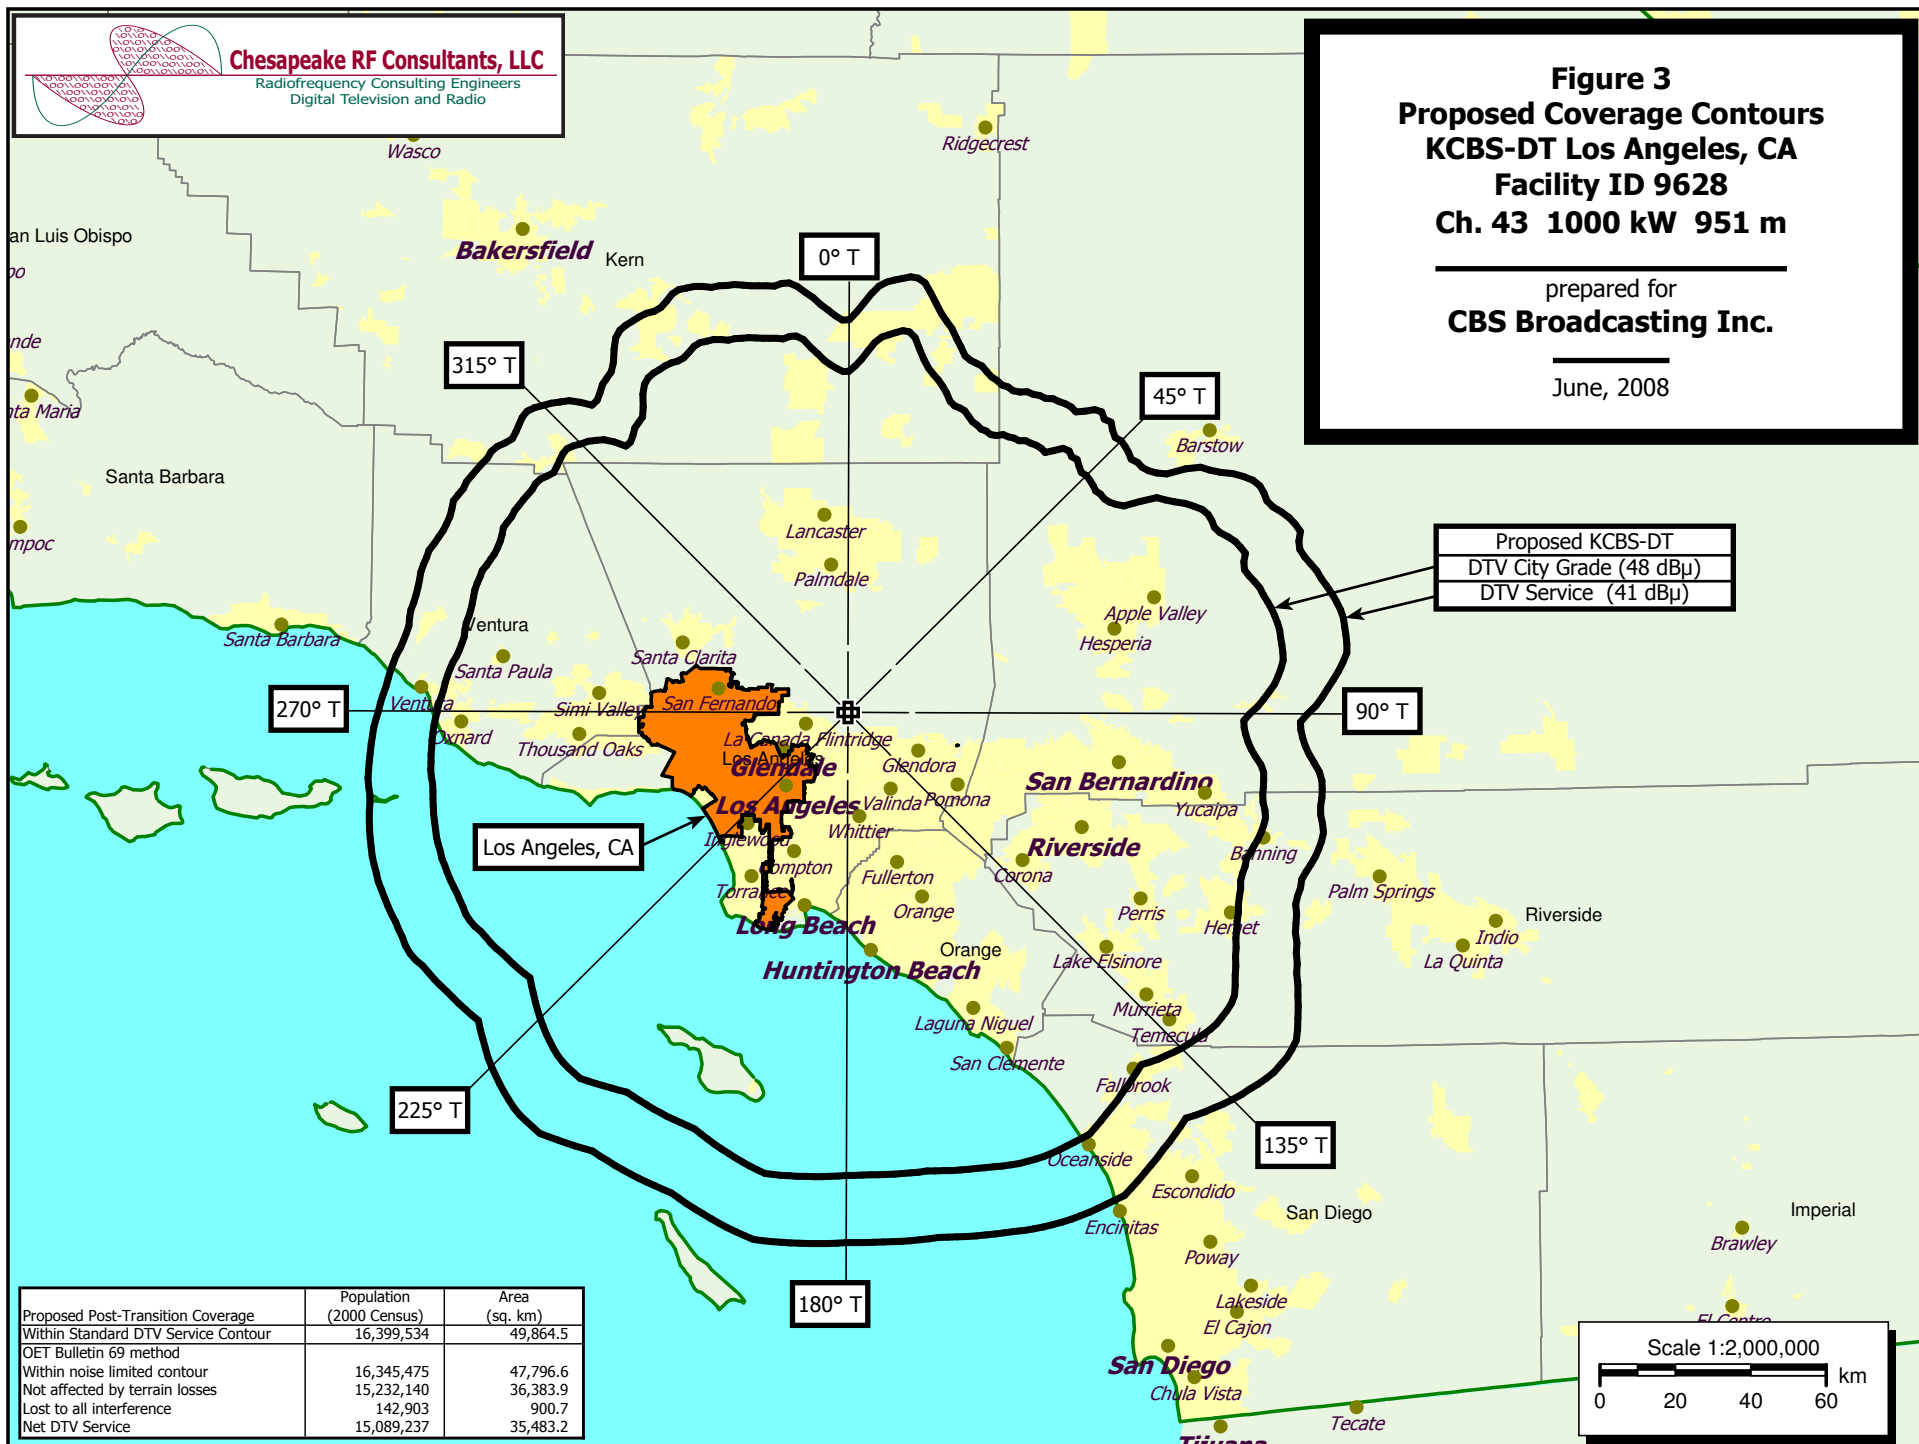 Chesapeake RF Consultants, LLC
Radiofrequency Consulting Engineers
Digital Television and Radio
Figure 3
Proposed Coverage Contours
KCBS-DT Los Angeles, CA
Facility ID 9628
Ch. 43 1000 kW 951 m
prepared for
CBS Broadcasting Inc.
June, 2008
Wasco
Ridgecrest
an Luis Obispo
Bakersfield
Kern
0° T
315° T
45° T
Barstow
Santa Barbara
Lancaster
Palmdale
Proposed KCBS-DT
DTV City Grade (48 dBµ)
DTV Service (41 dBµ)
Apple Valley
Hesperia
Santa Barbara
Ventura
Santa Paula
Santa Clarita
270° T
Ventura
Oxnard
Simi Valley
Thousand Oaks
San Fernando
La Canada Flintridge
Los Angeles
Glendale
Glendora
90° T
Los Angeles
Valinda
Pomona
San Bernardino
Yucaipa
Whittier
Inglewood
Los Angeles, CA
Compton
Fullerton
Corona
Riverside
Banning
Torrance
Orange
Perris
Hemet
Palm Springs
Riverside
Indio
La Quinta
Long Beach
Huntington Beach
Orange
Lake Elsinore
Laguna Niguel
Murrieta
Temecula
San Clemente
Fallbrook
225° T
135° T
Oceanside
Escondido
San Diego
Imperial
Encinitas
Poway
Brawley
180° T
Lakeside
El Cajon
El Centro
San Diego
Chula Vista
Tecate
Tijuana
Proposed Post-Transition Coverage Population (2000 Census) Area (sq. km)
Within Standard DTV Service Contour 16,399,534 49,864.5
OET Bulletin 69 method
Within noise limited contour 16,345,475 47,796.6
Not affected by terrain losses 15,232,140 36,383.9
Lost to all interference 142,903 900.7
Net DTV Service 15,089,237 35,483.2
Scale 1:2,000,000
km
0 20 40 60